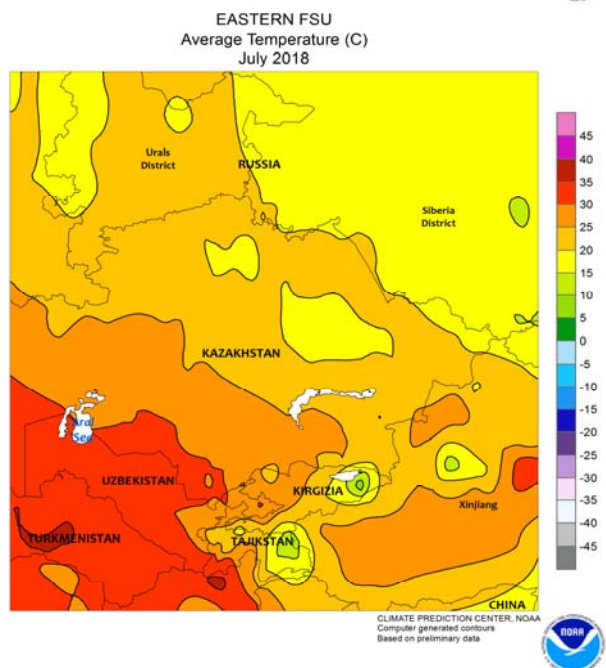 EASTERN FSU
Average Temperature (C)
July 2018
Urals
District
RUSSIA
Siberia
District
KAZAKHSTAN
Aral
Sea
UZBEKISTAN
KIRGIZIA
Xinjiang
TURKMENISTAN
TAJIKSTAN
CHINA
45
40
35
30
25
20
15
10
5
0
-5
-10
-15
-20
-25
-30
-35
-40
-45
CLIMATE PREDICTION CENTER, NOAA
Computer generated contours
Based on preliminary data
NOAA